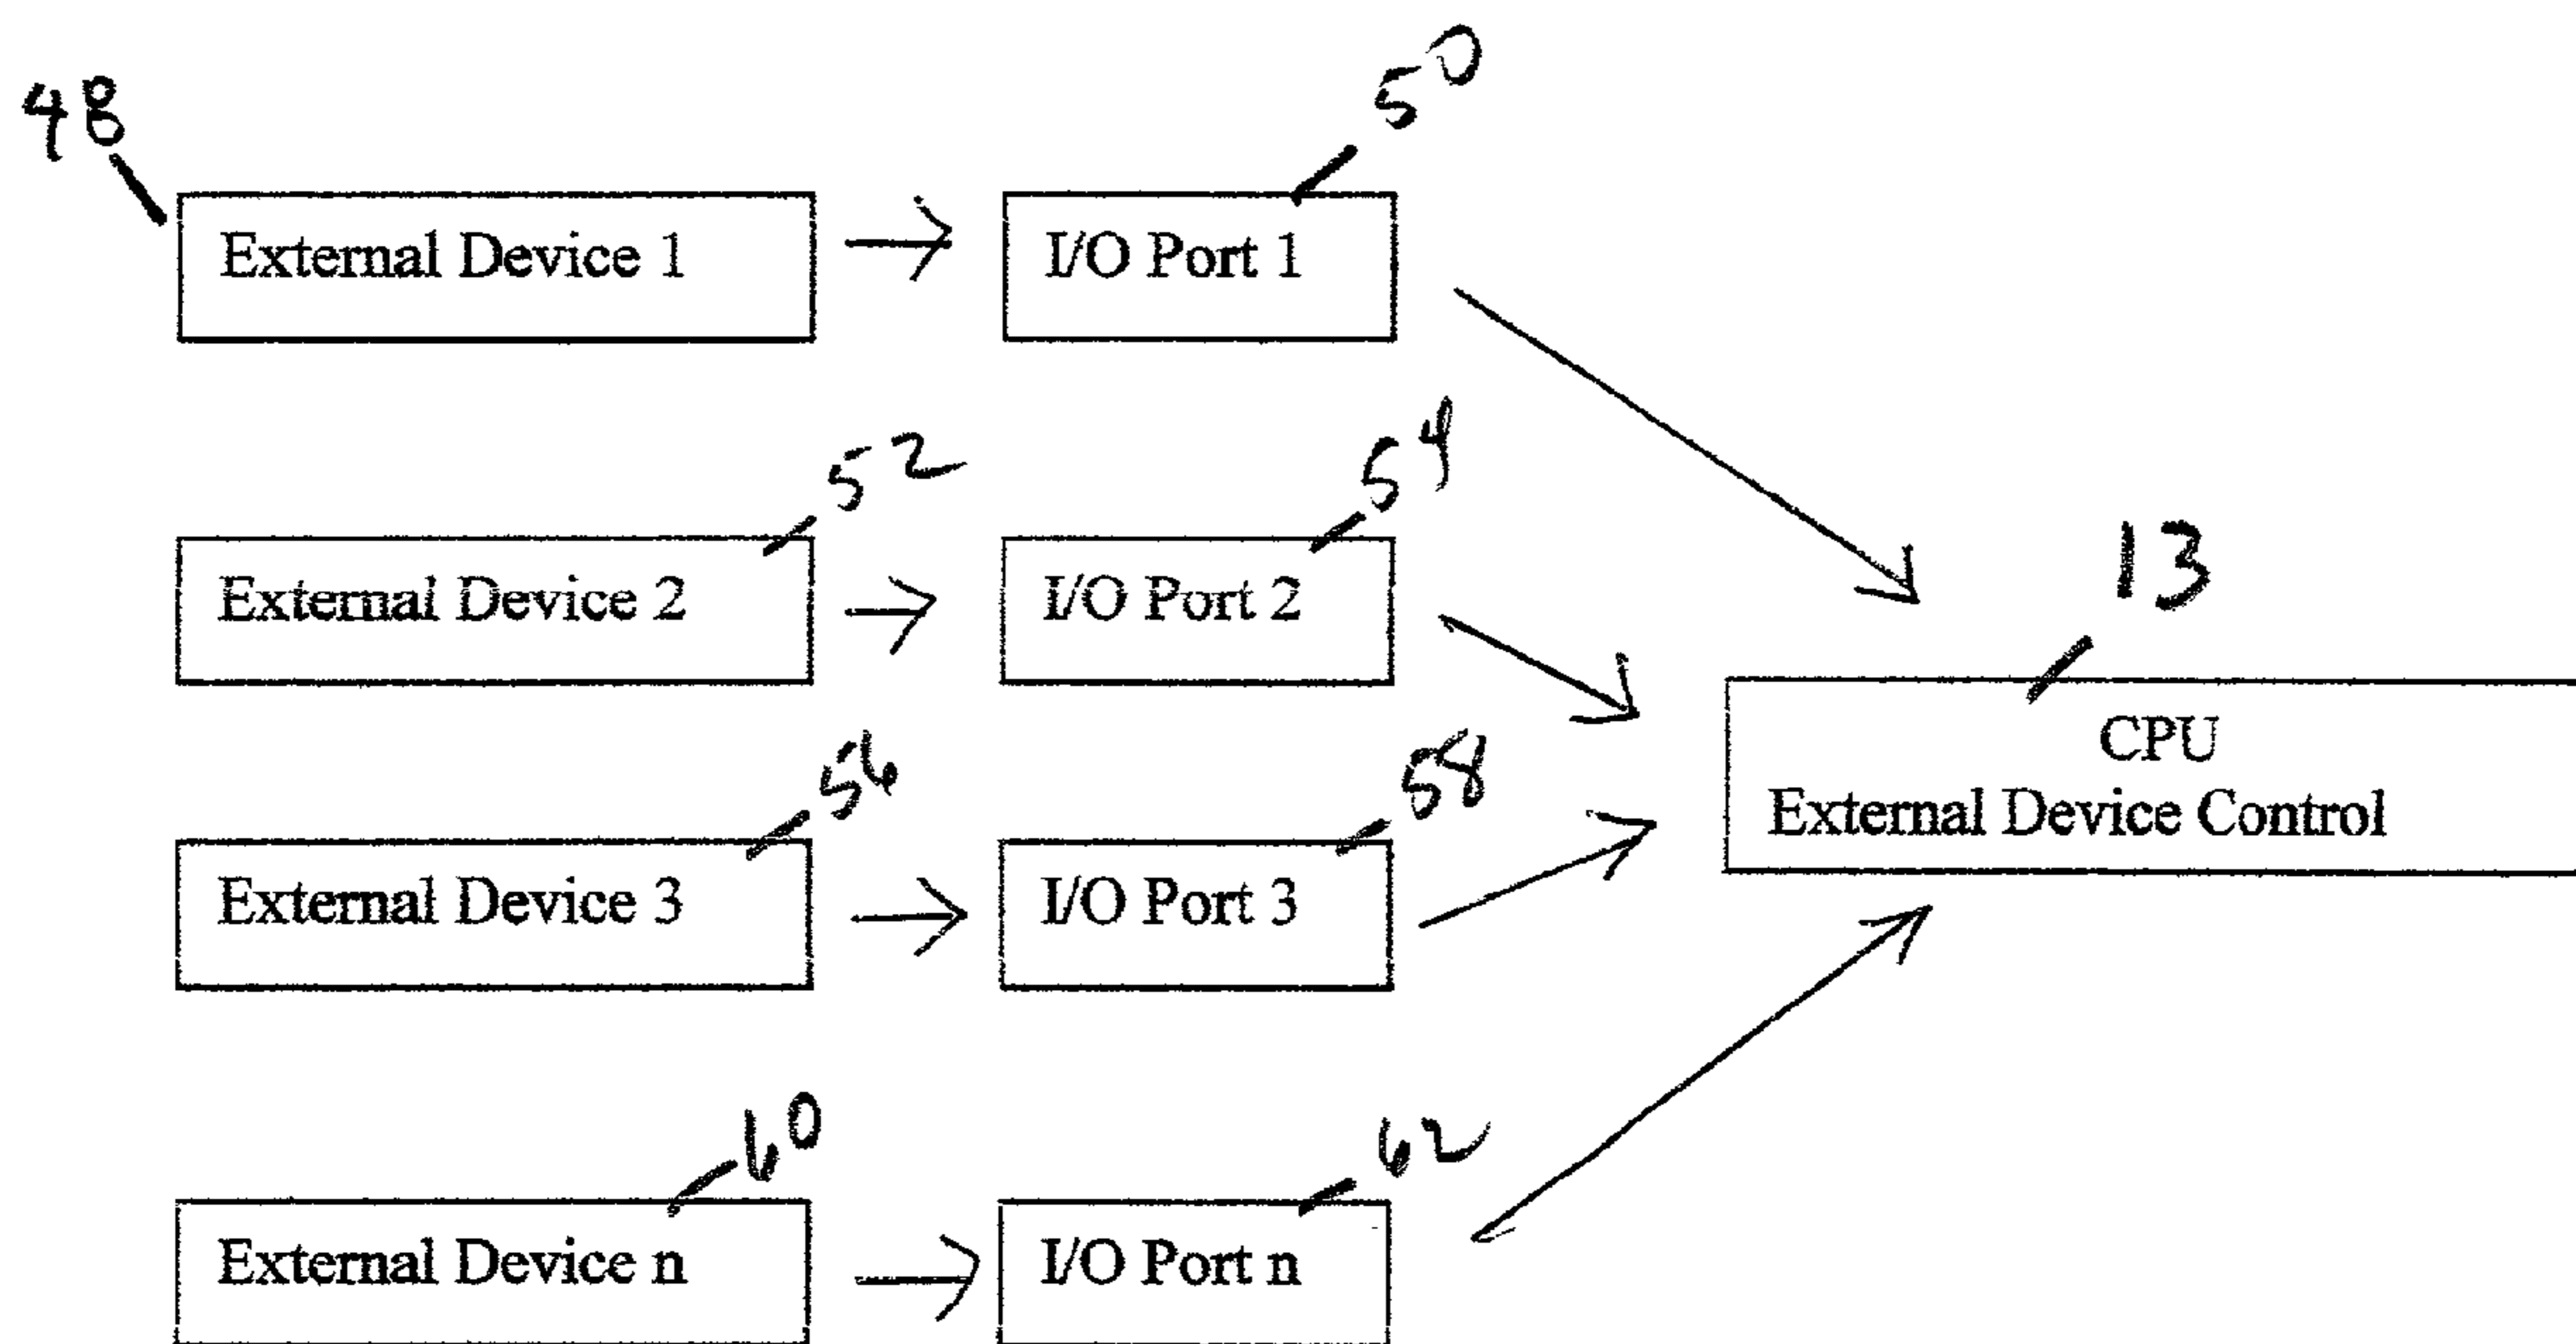 48
50
External Device 1
I/O Port 1
52
54
13
External Device 2
I/O Port 2
CPU
External Device Control
56
58
External Device 3
I/O Port 3
60
62
External Device n
I/O Port n